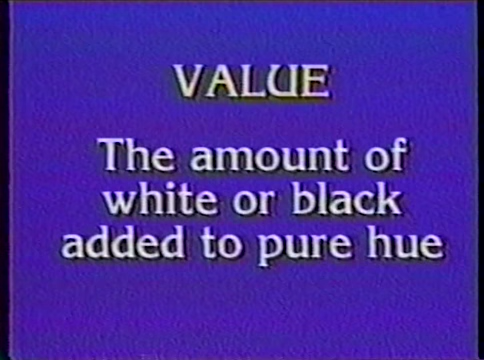 VALUE
The amount of
white or black
added to pure hue